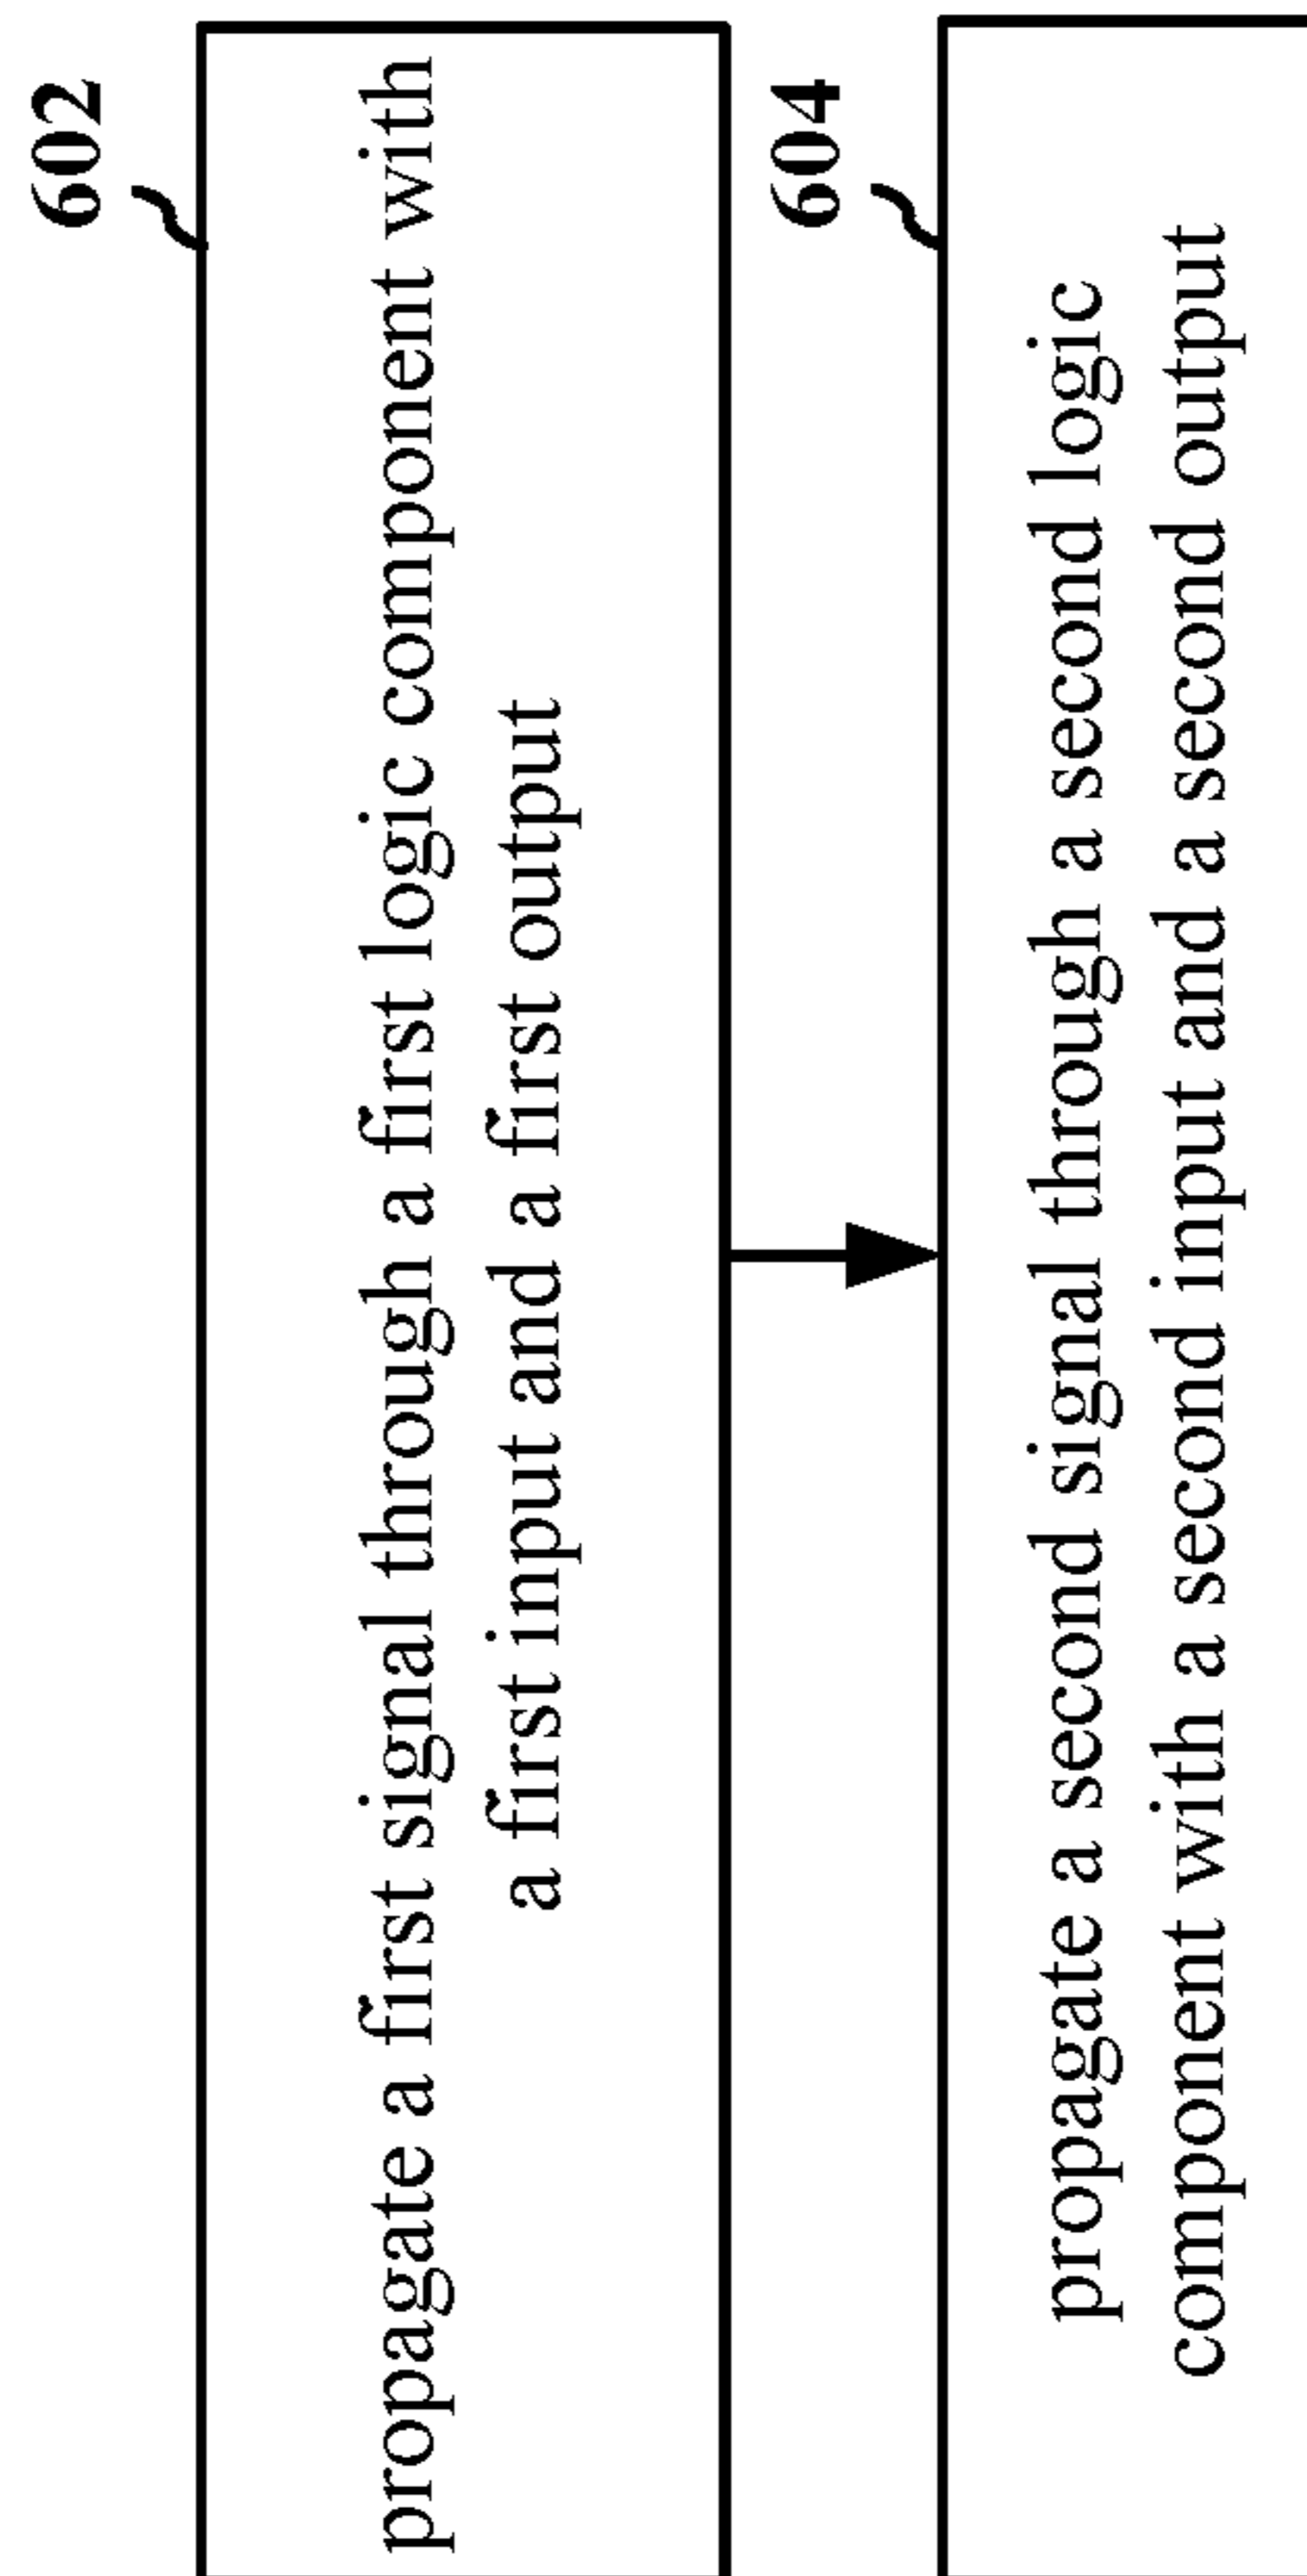 602
propagate a first signal through a first logic component with
a first input and a first output
604
propagate a second signal through a second logic
component with a second input and a second output